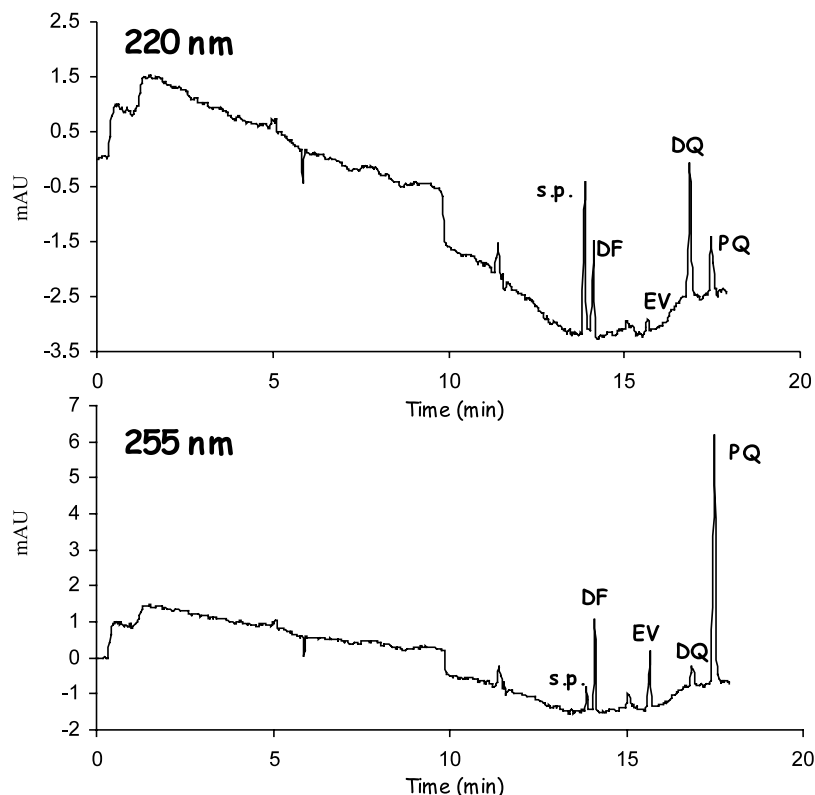 220 nm
2.5
1.5
0.5
-0.5
-1.5
-2.5
-3.5
mAU
s.p.
DF
EV
DQ
PQ
0 5 10 15 20
Time (min)
255 nm
7
6
5
4
3
2
1
0
-1
-2
mAU
s.p.
DF
EV
DQ
PQ
0 5 10 15 20
Time (min)